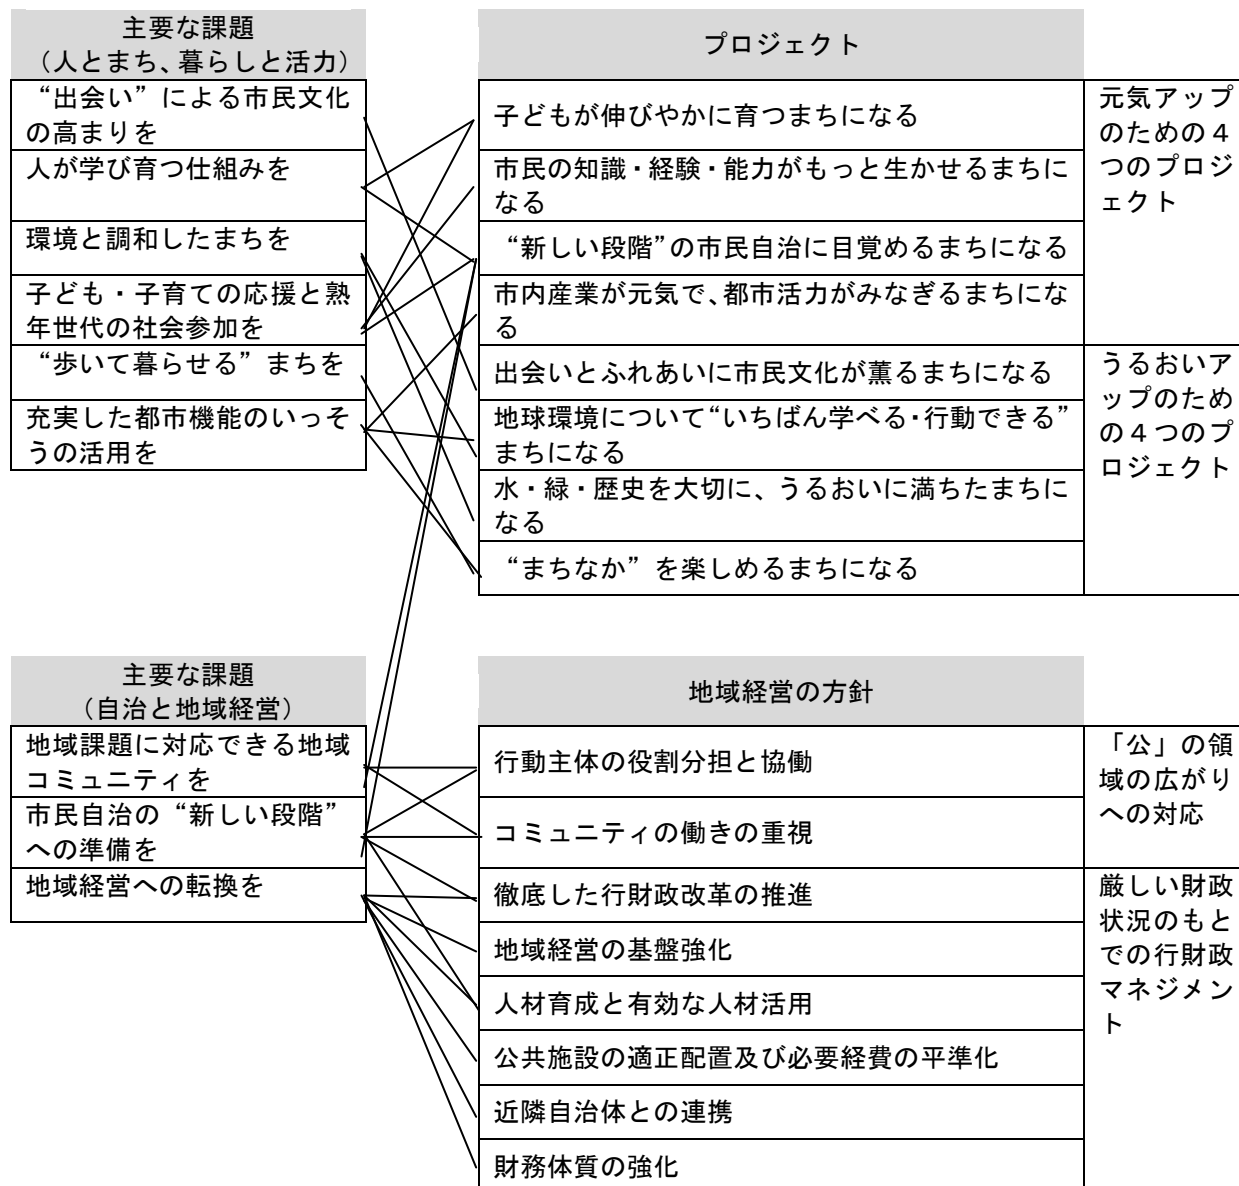 主要な課題
（人とまち、暮らしと活力）
プロジェクト
“出会い”による市民文化
の高まりを
人が学び育つ仕組みを
環境と調和したまちを
子ども・子育ての応援と熟
年世代の社会参加を
“歩いて暮らせる”まちを
充実した都市機能のいっそ
うの活用を
子どもが伸びやかに育つまちになる
市民の知識・経験・能力がもっと生かせるまちに
なる
“新しい段階”の市民自治に目覚めるまちになる
市内産業が元気で、都市活力がみなぎるまちにな
る
出会いとふれあいに市民文化が薫るまちになる
地球環境について“いちばん学べる・行動できる”
まちになる
水・緑・歴史を大切に、うるおいに満ちたまちに
なる
“まちなか”を楽しめるまちになる
元気アップ
のための４
つのプロジ
ェクト
うるおいア
ップのため
の４つのプ
ロジェクト
主要な課題
（自治と地域経営）
地域経営の方針
地域課題に対応できる地域
コミュニティを
市民自治の“新しい段階”
への準備を
地域経営への転換を
行動主体の役割分担と協働
コミュニティの働きの重視
徹底した行財政改革の推進
地域経営の基盤強化
人材育成と有効な人材活用
公共施設の適正配置及び必要経費の平準化
近隣自治体との連携
財務体質の強化
「公」の領
域の広がり
への対応
厳しい財政
状況のもと
での行財政
マネジメン
ト